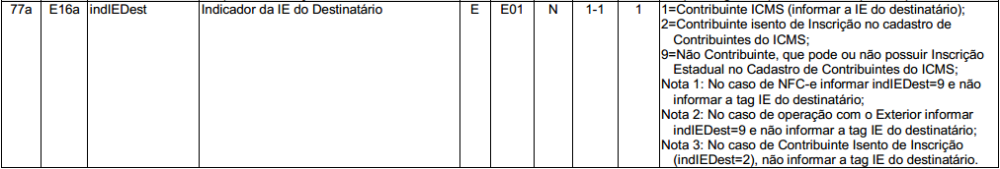 77a E16a indIEDest Indicador da IE do Destinatário E E01 N 1-1 1 1=Contribuinte ICMS (informar a IE do destinatário);
2=Contribuinte isento de Inscrição no cadastro de
Contribuintes do ICMS;
9=Não Contribuinte, que pode ou não possuir Inscrição
Estadual no Cadastro de Contribuintes do ICMS;
Nota 1: No caso de NFC-e informar indIEDest=9 e não
informar a tag IE do destinatário;
Nota 2: No caso de operação com o Exterior informar
indIEDest=9 e não informar a tag IE do destinatário;
Nota 3: No caso de Contribuinte Isento de Inscrição
(indIEDest=2), não informar a tag IE do destinatário.